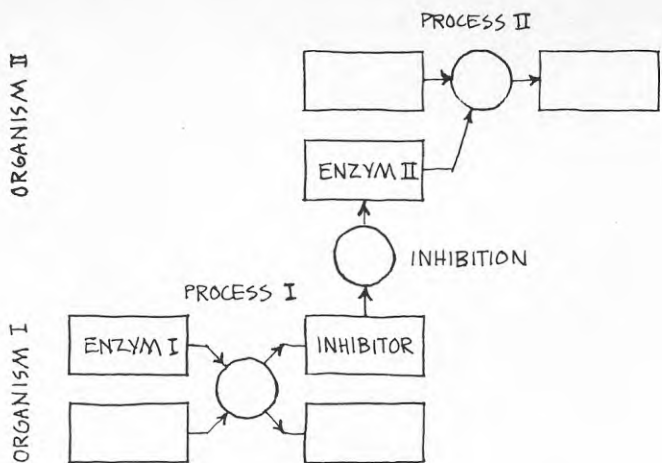 PROCESS II
ORGANISM II
ENZYM II
INHIBITION
PROCESS I
ORGANISM I
ENZYM I
INHIBITOR